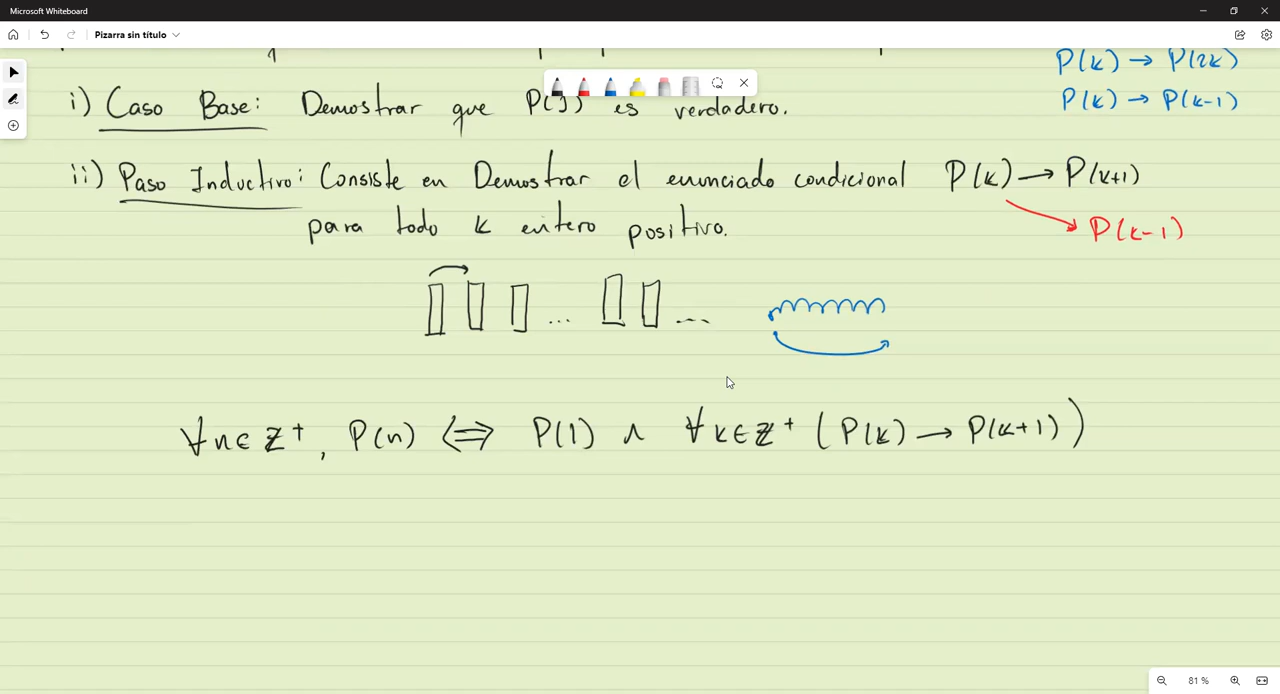 Microsoft Whiteboard
Pizarra sin título
P(k) → P(2k)
P(k) → P(k-1)
i) Caso Base: Demostrar que P(1) es verdadero.
ii) Paso Inductivo: Consiste en Demostrar el enunciado condicional P(k) → P(k+1)
para todo k entero positivo.
P(k-1)
... ...
∀n∈ℤ⁺, P(n) ⟺ P(1) ∧ ∀k∈ℤ⁺ (P(k) → P(k+1))
81 %